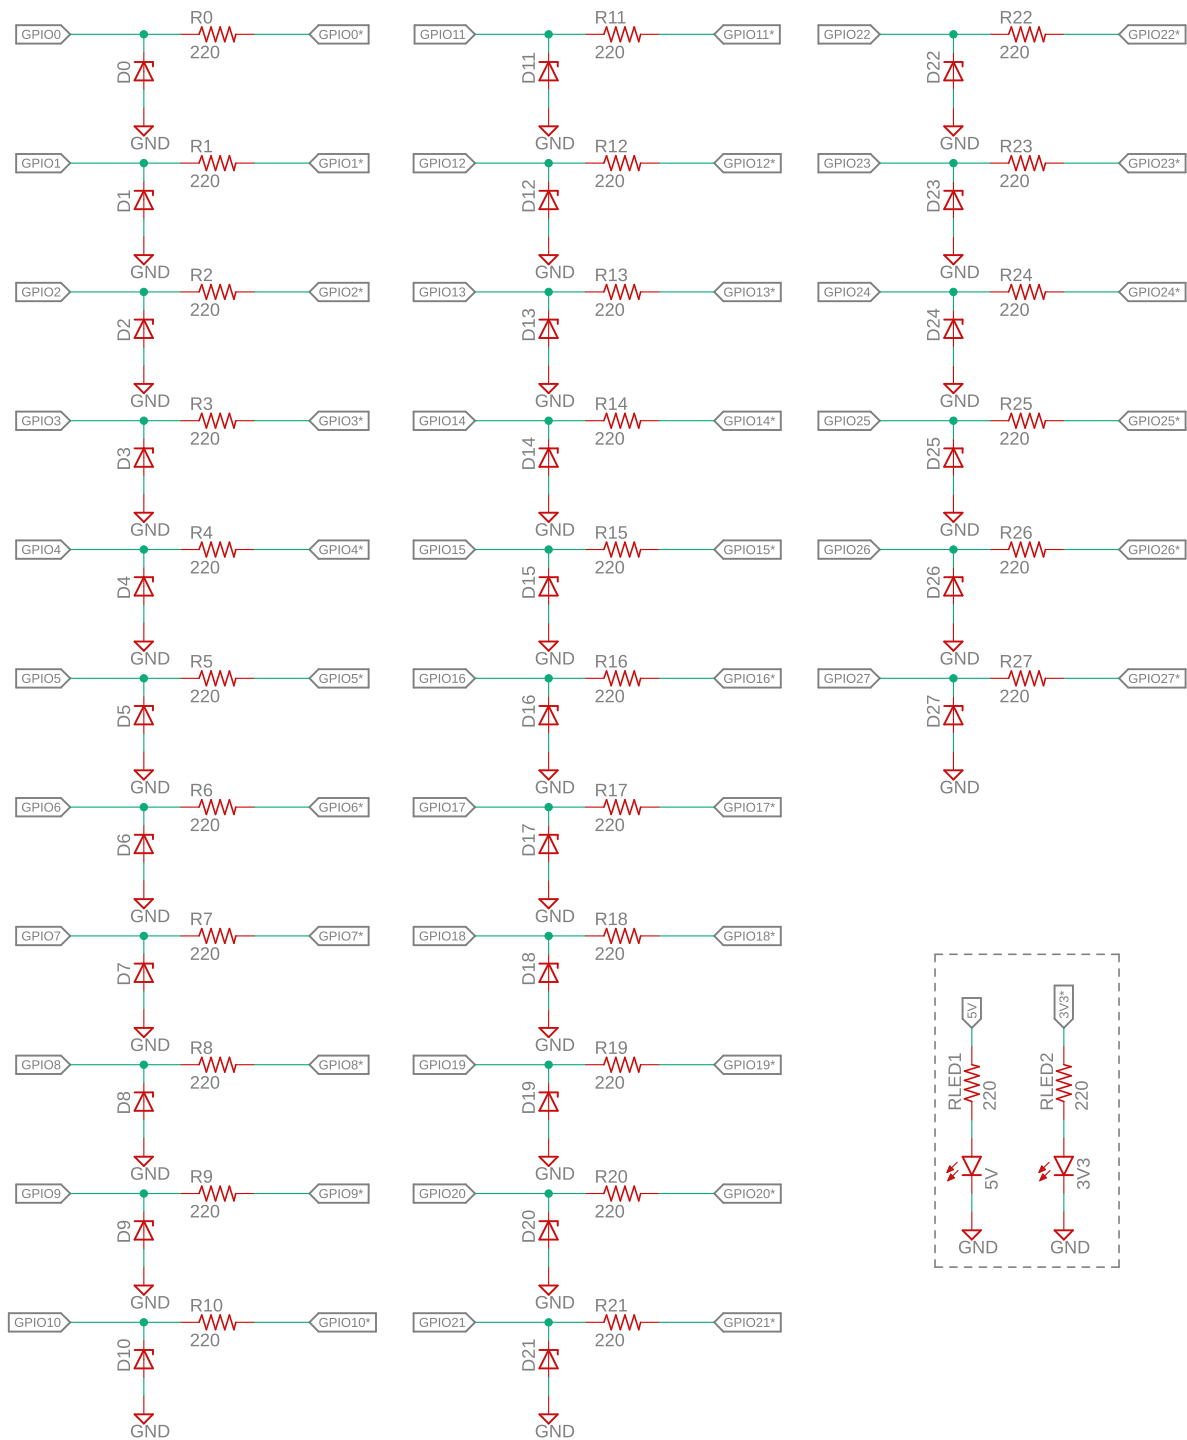 GPIO0 R0 220 GPIO0*
D0
GND
GPIO1 R1 220 GPIO1*
D1
GND
GPIO2 R2 220 GPIO2*
D2
GND
GPIO3 R3 220 GPIO3*
D3
GND
GPIO4 R4 220 GPIO4*
D4
GND
GPIO5 R5 220 GPIO5*
D5
GND
GPIO6 R6 220 GPIO6*
D6
GND
GPIO7 R7 220 GPIO7*
D7
GND
GPIO8 R8 220 GPIO8*
D8
GND
GPIO9 R9 220 GPIO9*
D9
GND
GPIO10 R10 220 GPIO10*
D10
GND
GPIO11 R11 220 GPIO11*
D11
GND
GPIO12 R12 220 GPIO12*
D12
GND
GPIO13 R13 220 GPIO13*
D13
GND
GPIO14 R14 220 GPIO14*
D14
GND
GPIO15 R15 220 GPIO15*
D15
GND
GPIO16 R16 220 GPIO16*
D16
GND
GPIO17 R17 220 GPIO17*
D17
GND
GPIO18 R18 220 GPIO18*
D18
GND
GPIO19 R19 220 GPIO19*
D19
GND
GPIO20 R20 220 GPIO20*
D20
GND
GPIO21 R21 220 GPIO21*
D21
GND
GPIO22 R22 220 GPIO22*
D22
GND
GPIO23 R23 220 GPIO23*
D23
GND
GPIO24 R24 220 GPIO24*
D24
GND
GPIO25 R25 220 GPIO25*
D25
GND
GPIO26 R26 220 GPIO26*
D26
GND
GPIO27 R27 220 GPIO27*
D27
GND
5V
RLED1
220
5V
GND
3V3*
RLED2
220
3V3
GND